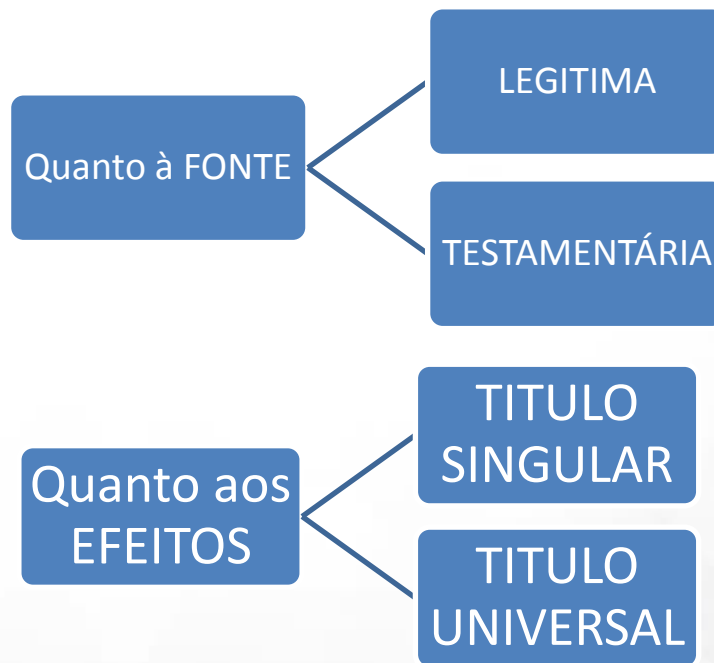 Quanto à FONTE
LEGITIMA
TESTAMENTÁRIA
Quanto aos
EFEITOS
TITULO
SINGULAR
TITULO
UNIVERSAL